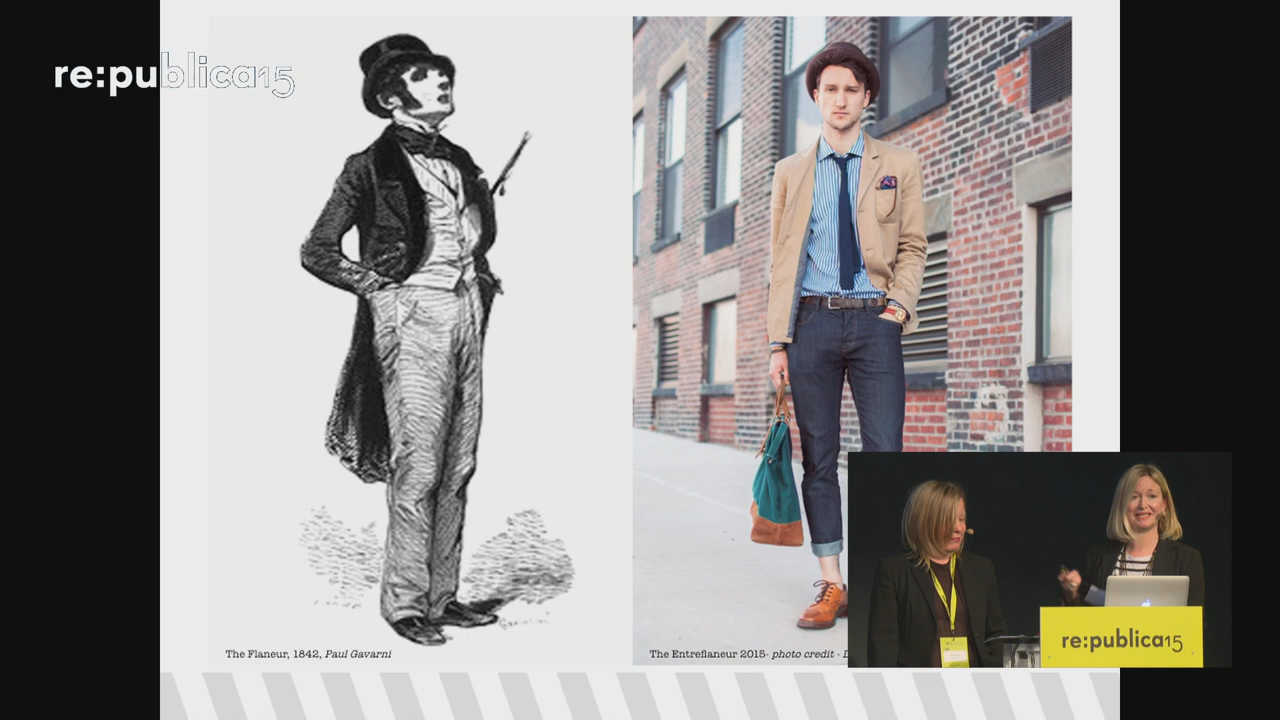 re:publica15
The Flaneur, 1842, Paul Gavarni
The Entreflaneur 2015- photo credit -
re:publica15